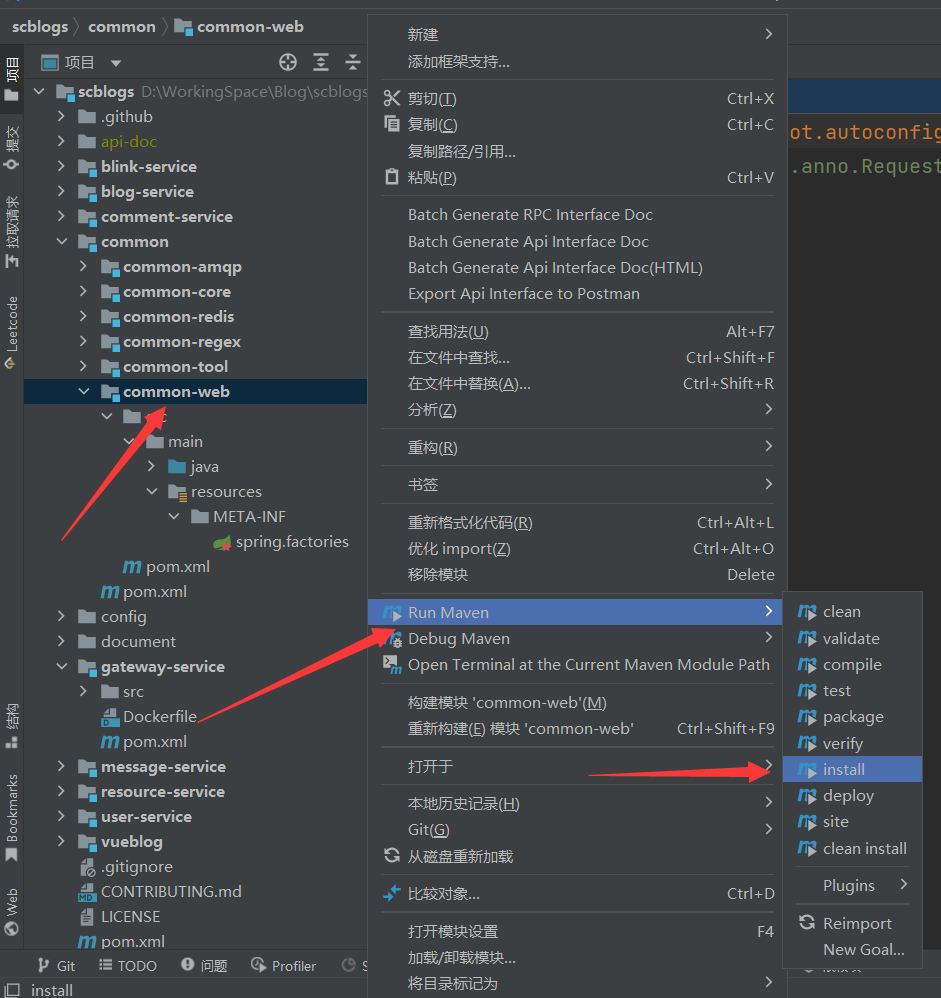 scblogs
common
common-web
项目
项目
提交
拉取请求
Leetcode
结构
Bookmarks
Web
scblogs D:\WorkingSpace\Blog\scblogs
.github
api-doc
blink-service
blog-service
comment-service
common
common-amqp
common-core
common-redis
common-regex
common-tool
common-web
main
java
resources
META-INF
spring.factories
pom.xml
pom.xml
config
document
gateway-service
src
Dockerfile
pom.xml
message-service
resource-service
user-service
vueblog
.gitignore
CONTRIBUTING.md
LICENSE
pom.xml
新建
添加框架支持...
剪切(T) Ctrl+X
复制(C) Ctrl+C
复制路径/引用...
粘贴(P) Ctrl+V
Batch Generate RPC Interface Doc
Batch Generate Api Interface Doc
Batch Generate Api Interface Doc(HTML)
Export Api Interface to Postman
查找用法(U) Alt+F7
在文件中查找... Ctrl+Shift+F
在文件中替换(A)... Ctrl+Shift+R
分析(Z)
重构(R)
书签
重新格式化代码(R) Ctrl+Alt+L
优化 import(Z) Ctrl+Alt+O
移除模块 Delete
Run Maven
Debug Maven
Open Terminal at the Current Maven Module Path
构建模块 'common-web'(M)
重新构建(E) 模块 'common-web' Ctrl+Shift+F9
打开于
本地历史记录(H)
Git(G)
从磁盘重新加载
比较对象... Ctrl+D
打开模块设置 F4
加载/卸载模块...
将目录标记为
clean
validate
compile
test
package
verify
install
deploy
site
clean install
Plugins
Reimport
New Goal...
ot.autoconfig
.anno.Request
Git
TODO
问题
Profiler
install